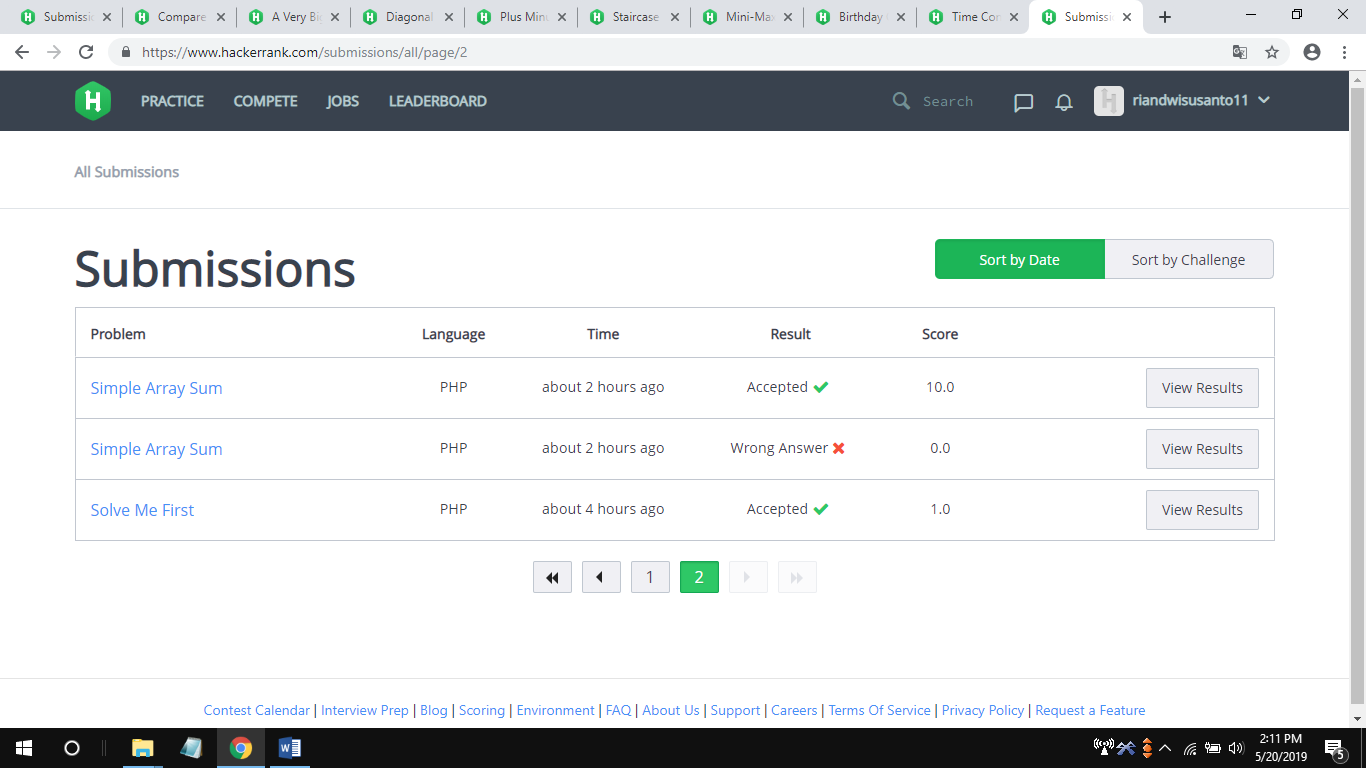 Submissio Compare A Very Bi Diagonal Plus Minu Staircase Mini-Max Birthday Time Con Submissi
https://www.hackerrank.com/submissions/all/page/2
PRACTICE COMPETE JOBS LEADERBOARD Search riandwisusanto11
All Submissions
Submissions
Sort by Date Sort by Challenge
Problem Language Time Result Score
Simple Array Sum PHP about 2 hours ago Accepted 10.0 View Results
Simple Array Sum PHP about 2 hours ago Wrong Answer 0.0 View Results
Solve Me First PHP about 4 hours ago Accepted 1.0 View Results
1 2
Contest Calendar | Interview Prep | Blog | Scoring | Environment | FAQ | About Us | Support | Careers | Terms Of Service | Privacy Policy | Request a Feature
2:11 PM
5/20/2019
5